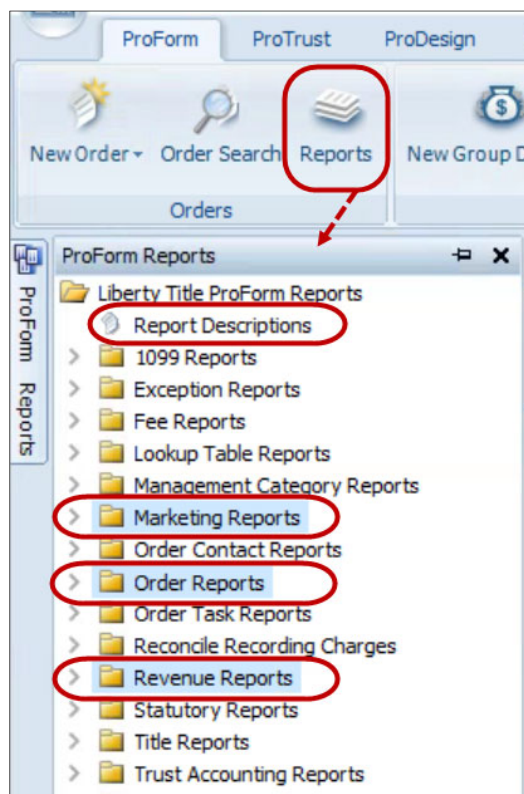 ProForm ProTrust ProDesign
New Order Order Search Reports New Group D
Orders
ProForm Reports
ProForm Reports
Liberty Title ProForm Reports
Report Descriptions
1099 Reports
Exception Reports
Fee Reports
Lookup Table Reports
Management Category Reports
Marketing Reports
Order Contact Reports
Order Reports
Order Task Reports
Reconcile Recording Charges
Revenue Reports
Statutory Reports
Title Reports
Trust Accounting Reports